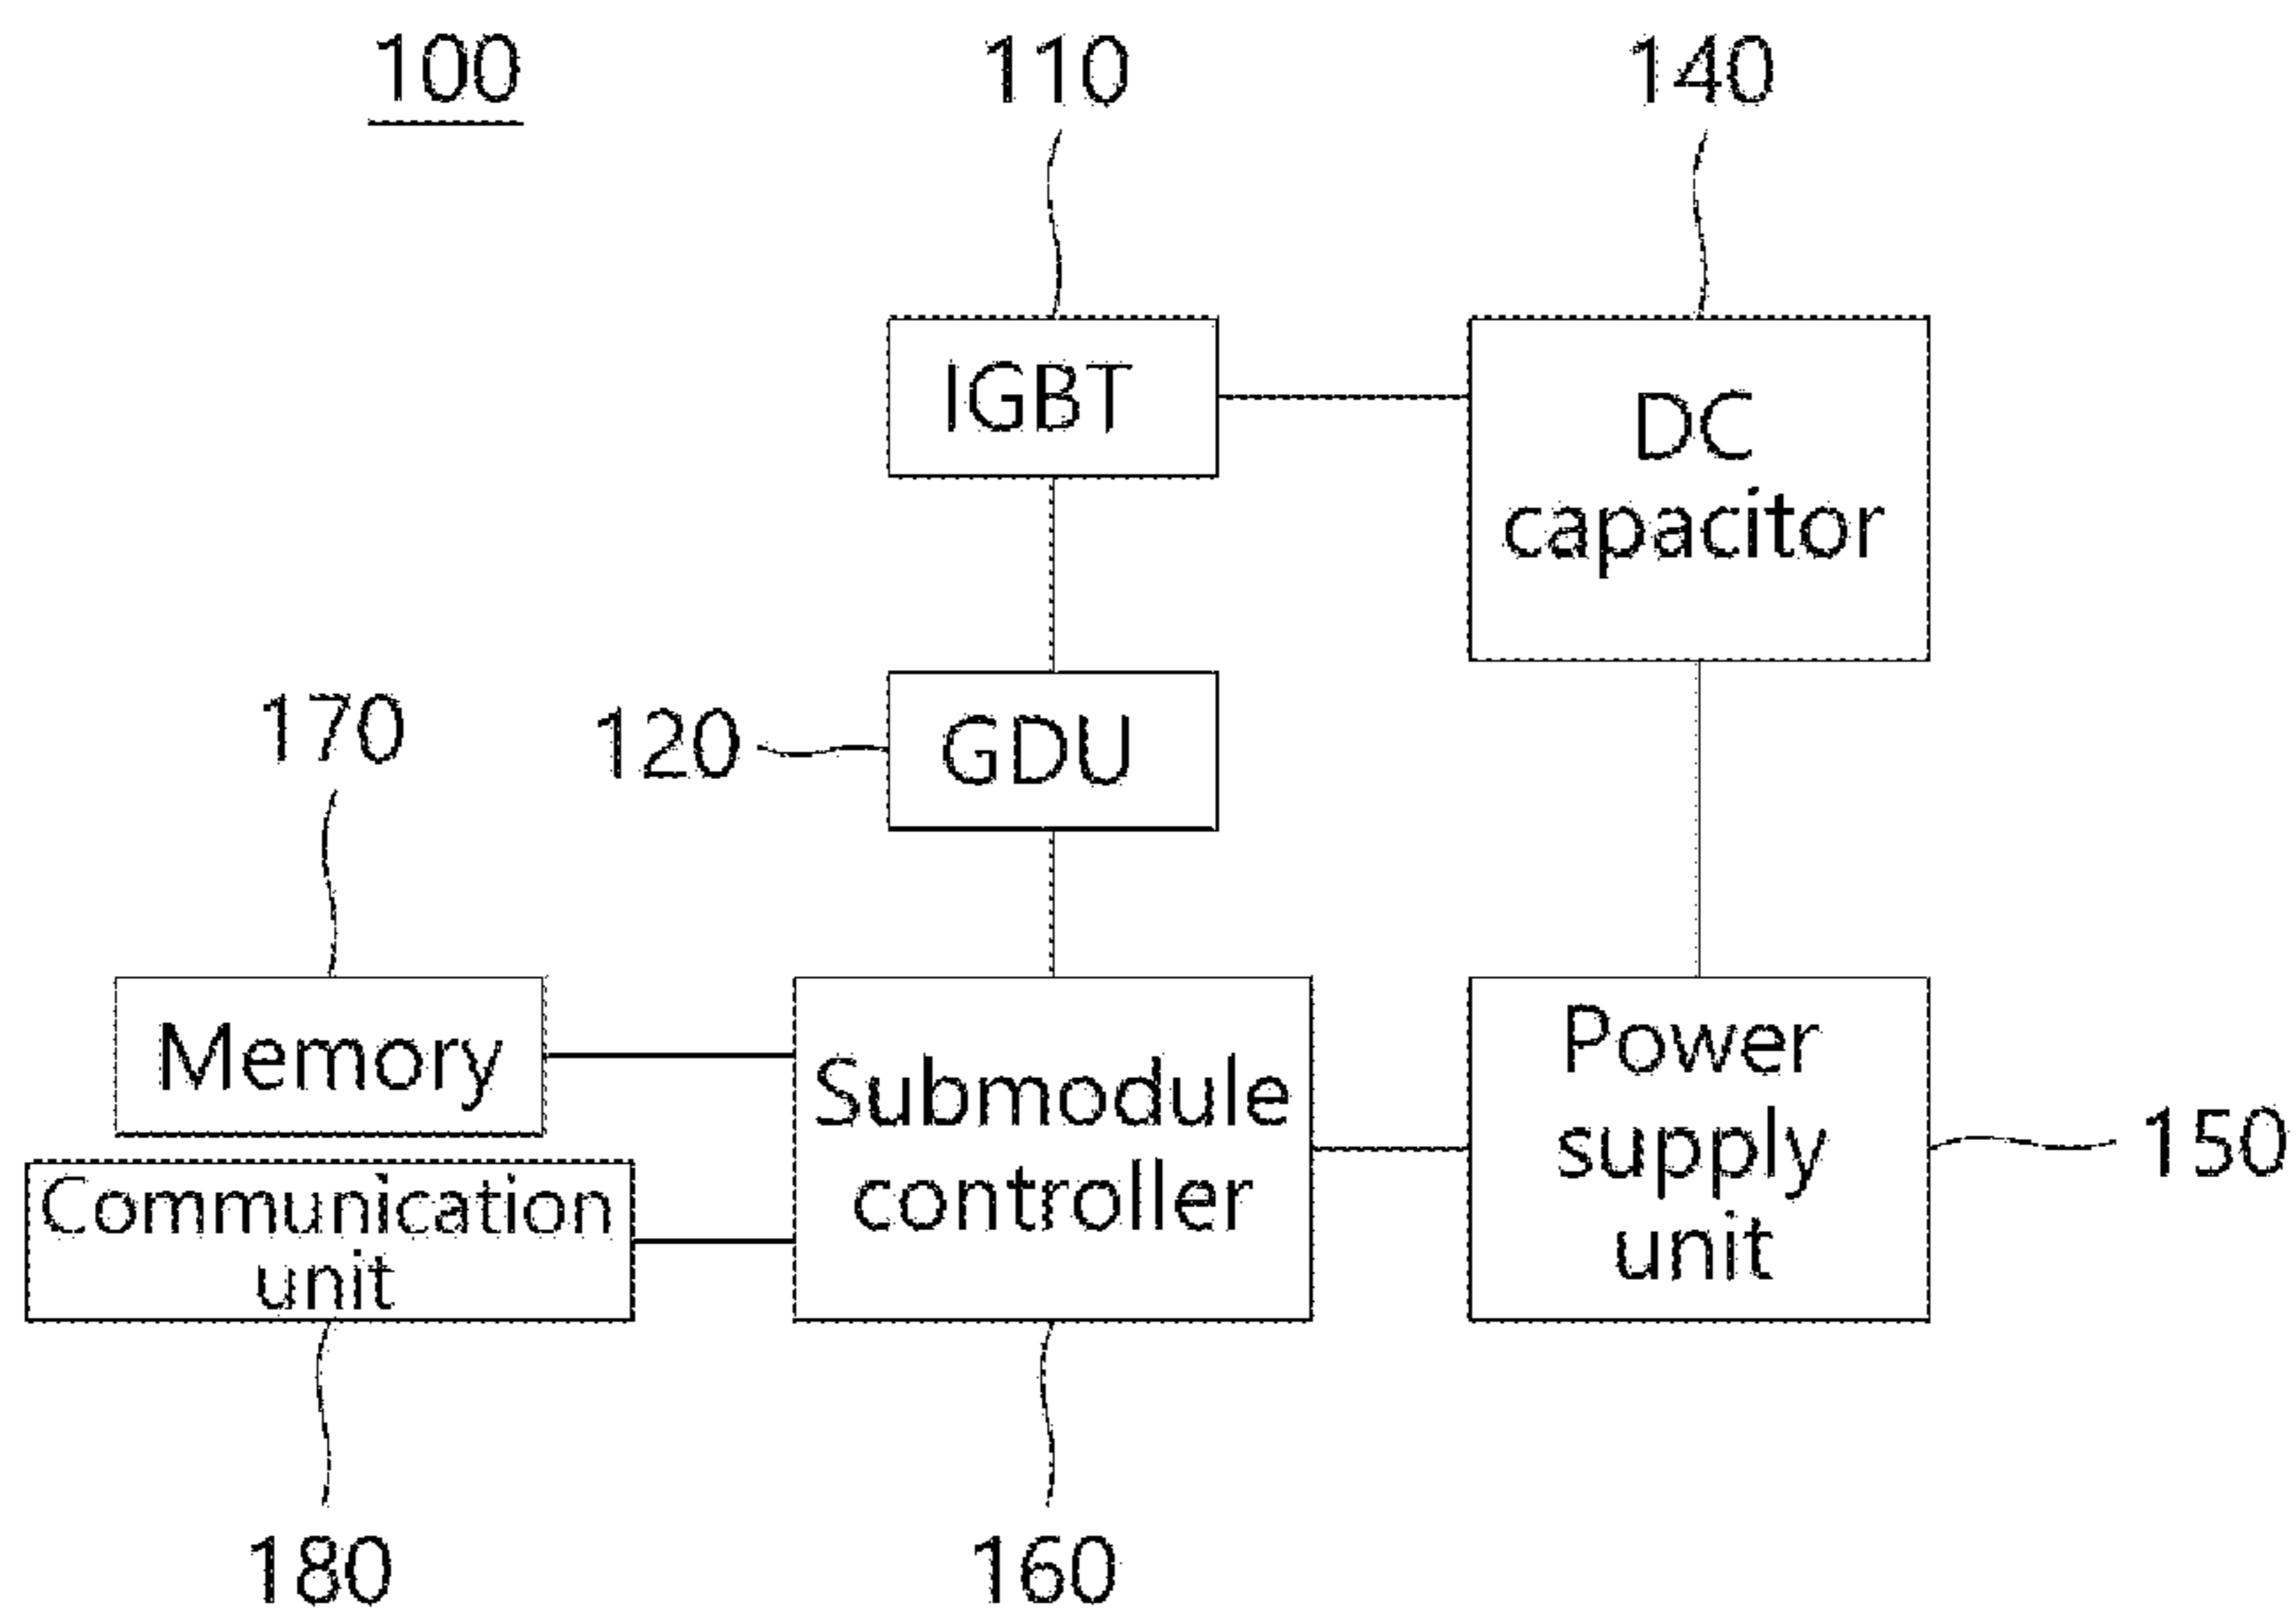 100
110
140
IGBT
DC
capacitor
170
120
GDU
Memory
Submodule
controller
Power
supply
unit
150
Communication
unit
180
160